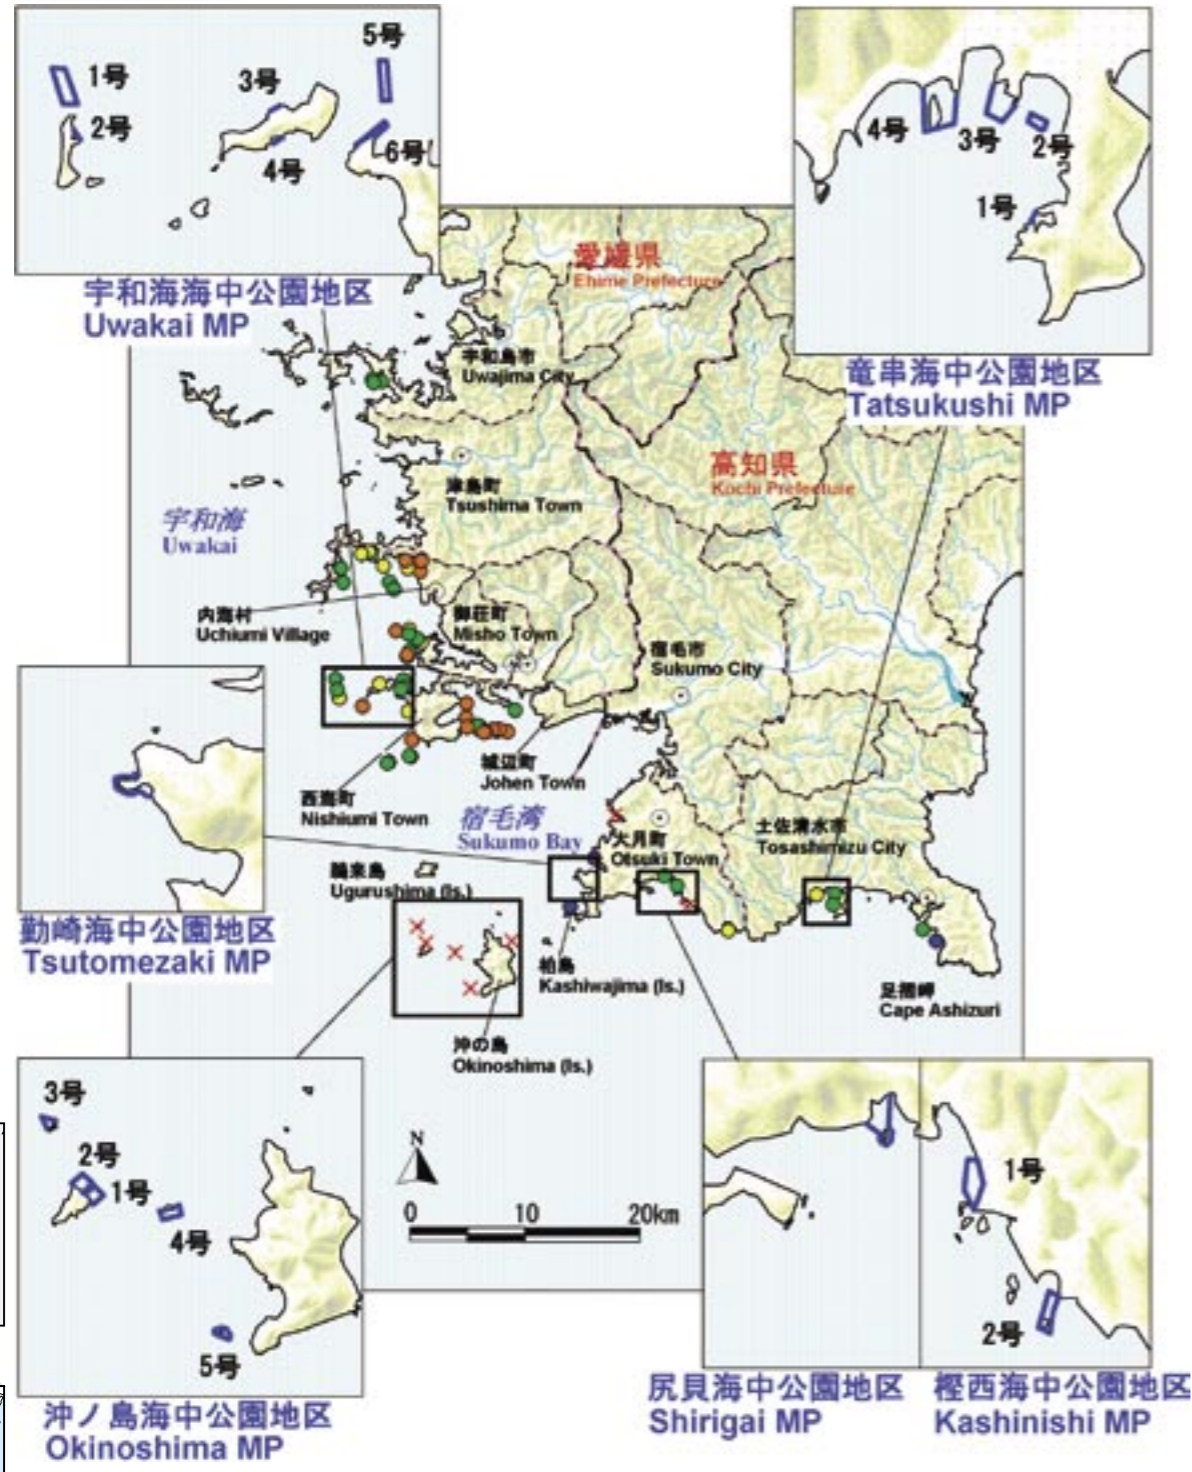 1号
2号
3号
4号
5号
6号
宇和海海中公園地区
Uwakai MP
4号
3号
2号
1号
竜串海中公園地区
Tatsukushi MP
愛媛県
Ehime Prefecture
宇和島市
Uwajima City
高知県
Kochi Prefecture
津島町
Tsushima Town
宇和海
Uwakai
内海村
Uchiumi Village
御荘町
Misho Town
宿毛市
Sukumo City
城辺町
Johen Town
西海町
Nishiumi Town
宿毛湾
Sukumo Bay
大月町
Otsuki Town
土佐清水市
Tosashimizu City
鵜来島
Ugurushima (Is.)
柏島
Kashiwajima (Is.)
足摺岬
Cape Ashizuri
沖の島
Okinoshima (Is.)
勤崎海中公園地区
Tsutomezaki MP
3号
2号
1号
4号
5号
沖ノ島海中公園地区
Okinoshima MP
N
0 10 20km
1号
2号
尻貝海中公園地区
Shirigai MP
樫西海中公園地区
Kashinishi MP